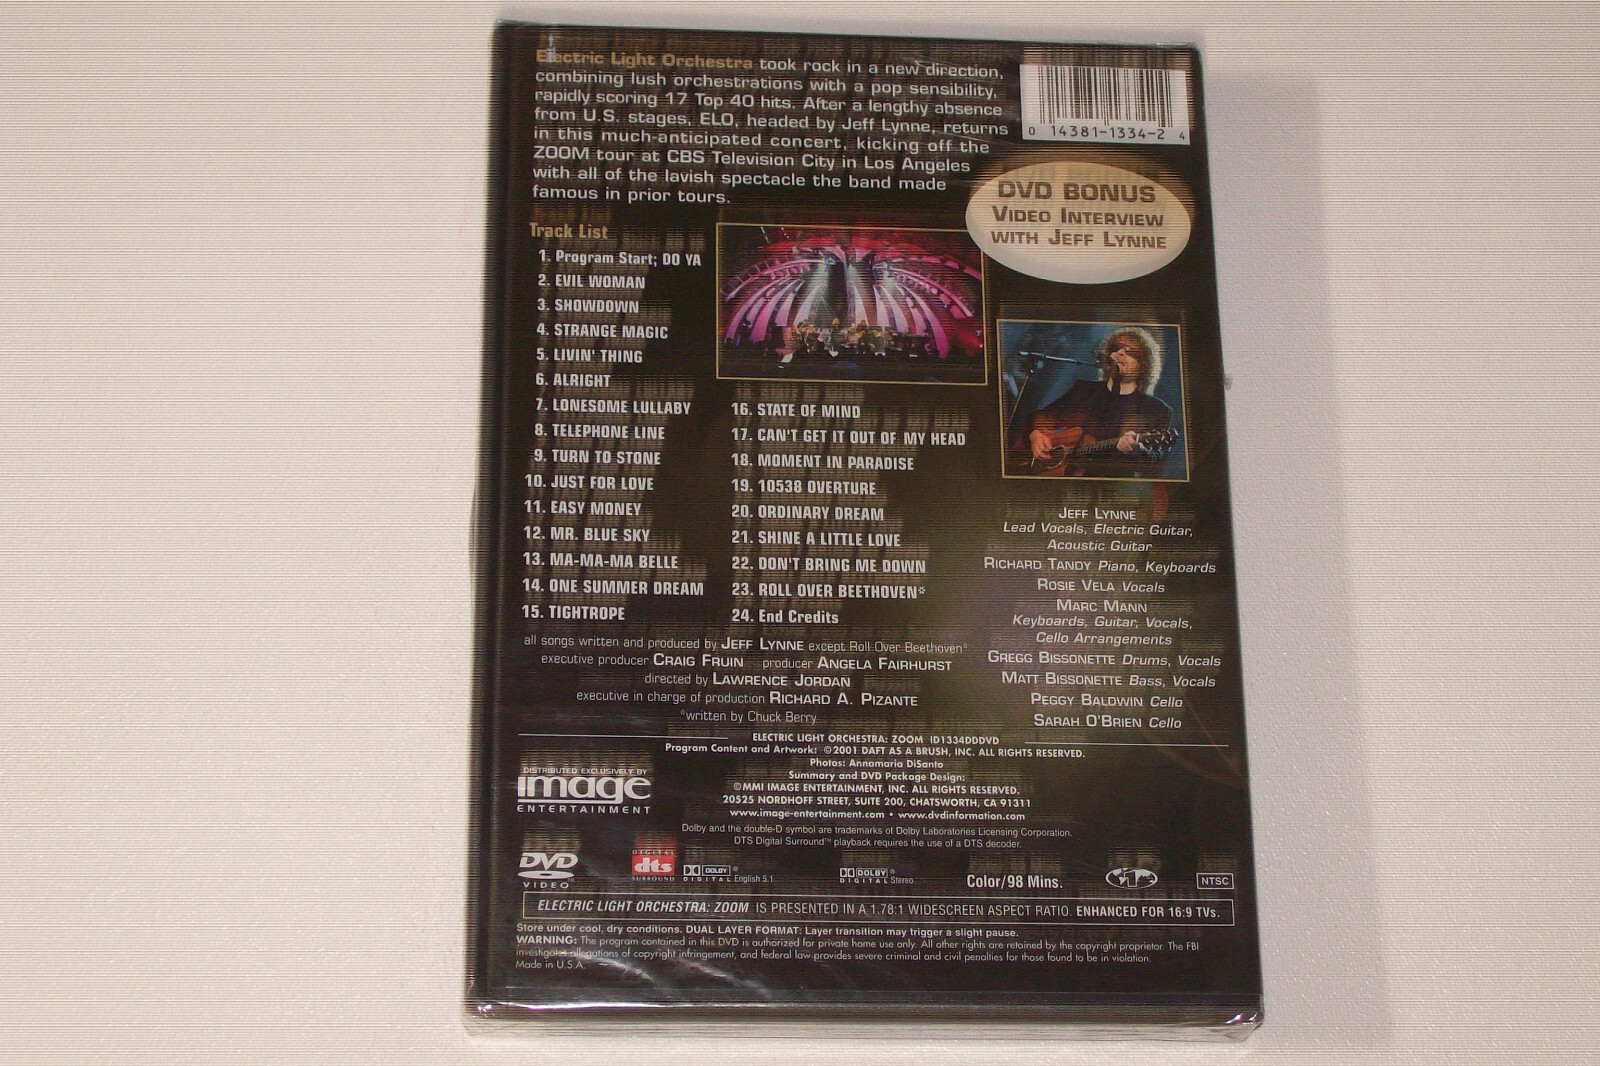 Electric Light Orchestra took rock in a new direction,
combining lush orchestrations with a pop sensibility,
rapidly scoring 17 Top 40 hits. After a lengthy absence
from U.S. stages, ELO, headed by Jeff Lynne, returns
in this much-anticipated concert, kicking off the
ZOOM tour at CBS Television City in Los Angeles
with all of the lavish spectacle the band made
famous in prior tours.
0 14381-1334-2 4
DVD BONUS
VIDEO INTERVIEW
WITH JEFF LYNNE
Track List
1. Program Start; DO YA
2. EVIL WOMAN
3. SHOWDOWN
4. STRANGE MAGIC
5. LIVIN' THING
6. ALRIGHT
7. LONESOME LULLABY
8. TELEPHONE LINE
9. TURN TO STONE
10. JUST FOR LOVE
11. EASY MONEY
12. MR. BLUE SKY
13. MA-MA-MA BELLE
14. ONE SUMMER DREAM
15. TIGHTROPE
16. STATE OF MIND
17. CAN'T GET IT OUT OF MY HEAD
18. MOMENT IN PARADISE
19. 10538 OVERTURE
20. ORDINARY DREAM
21. SHINE A LITTLE LOVE
22. DON'T BRING ME DOWN
23. ROLL OVER BEETHOVEN*
24. End Credits
JEFF LYNNE
Lead Vocals, Electric Guitar,
Acoustic Guitar
RICHARD TANDY Piano, Keyboards
ROSIE VELA Vocals
MARC MANN
Keyboards, Guitar, Vocals,
Cello Arrangements
GREGG BISSONETTE Drums, Vocals
MATT BISSONETTE Bass, Vocals
PEGGY BALDWIN Cello
SARAH O'BRIEN Cello
all songs written and produced by JEFF LYNNE except Roll Over Beethoven*
executive producer CRAIG FRUIN producer ANGELA FAIRHURST
directed by LAWRENCE JORDAN
executive in charge of production RICHARD A. PIZANTE
*written by Chuck Berry
ELECTRIC LIGHT ORCHESTRA: ZOOM ID1334DDDVD
Program Content and Artwork: ©2001 DAFT AS A BRUSH, INC. ALL RIGHTS RESERVED.
Photos: Annamaria DiSanto
Summary and DVD Package Design:
©MMI IMAGE ENTERTAINMENT, INC. ALL RIGHTS RESERVED.
20525 NORDHOFF STREET, SUITE 200, CHATSWORTH, CA 91311
www.image-entertainment.com • www.dvdinformation.com
DISTRIBUTED EXCLUSIVELY BY
image
ENTERTAINMENT
Dolby and the double-D symbol are trademarks of Dolby Laboratories Licensing Corporation.
DTS Digital Surround™ playback requires the use of a DTS decoder.
DVD
VIDEO
DIGITAL
dts
SURROUND
DOLBY
DIGITAL English 5.1
DOLBY
DIGITAL Stereo
Color/98 Mins.
1
NTSC
ELECTRIC LIGHT ORCHESTRA: ZOOM IS PRESENTED IN A 1.78:1 WIDESCREEN ASPECT RATIO. ENHANCED FOR 16:9 TVs.
Store under cool, dry conditions. DUAL LAYER FORMAT: Layer transition may trigger a slight pause.
WARNING: The program contained in this DVD is authorized for private home use only. All other rights are retained by the copyright proprietor. The FBI
investigates allegations of copyright infringement, and federal law provides severe criminal and civil penalties for those found to be in violation.
Made in U.S.A.